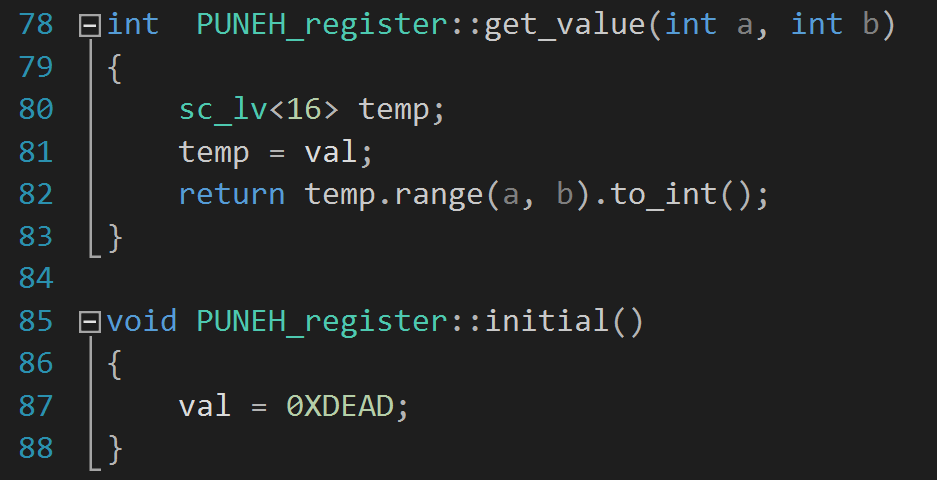 78 int  PUNEH_register::get_value(int a, int b)
79 {
80     sc_lv<16> temp;
81     temp = val;
82     return temp.range(a, b).to_int();
83 }
84
85 void PUNEH_register::initial()
86 {
87     val = 0XDEAD;
88 }